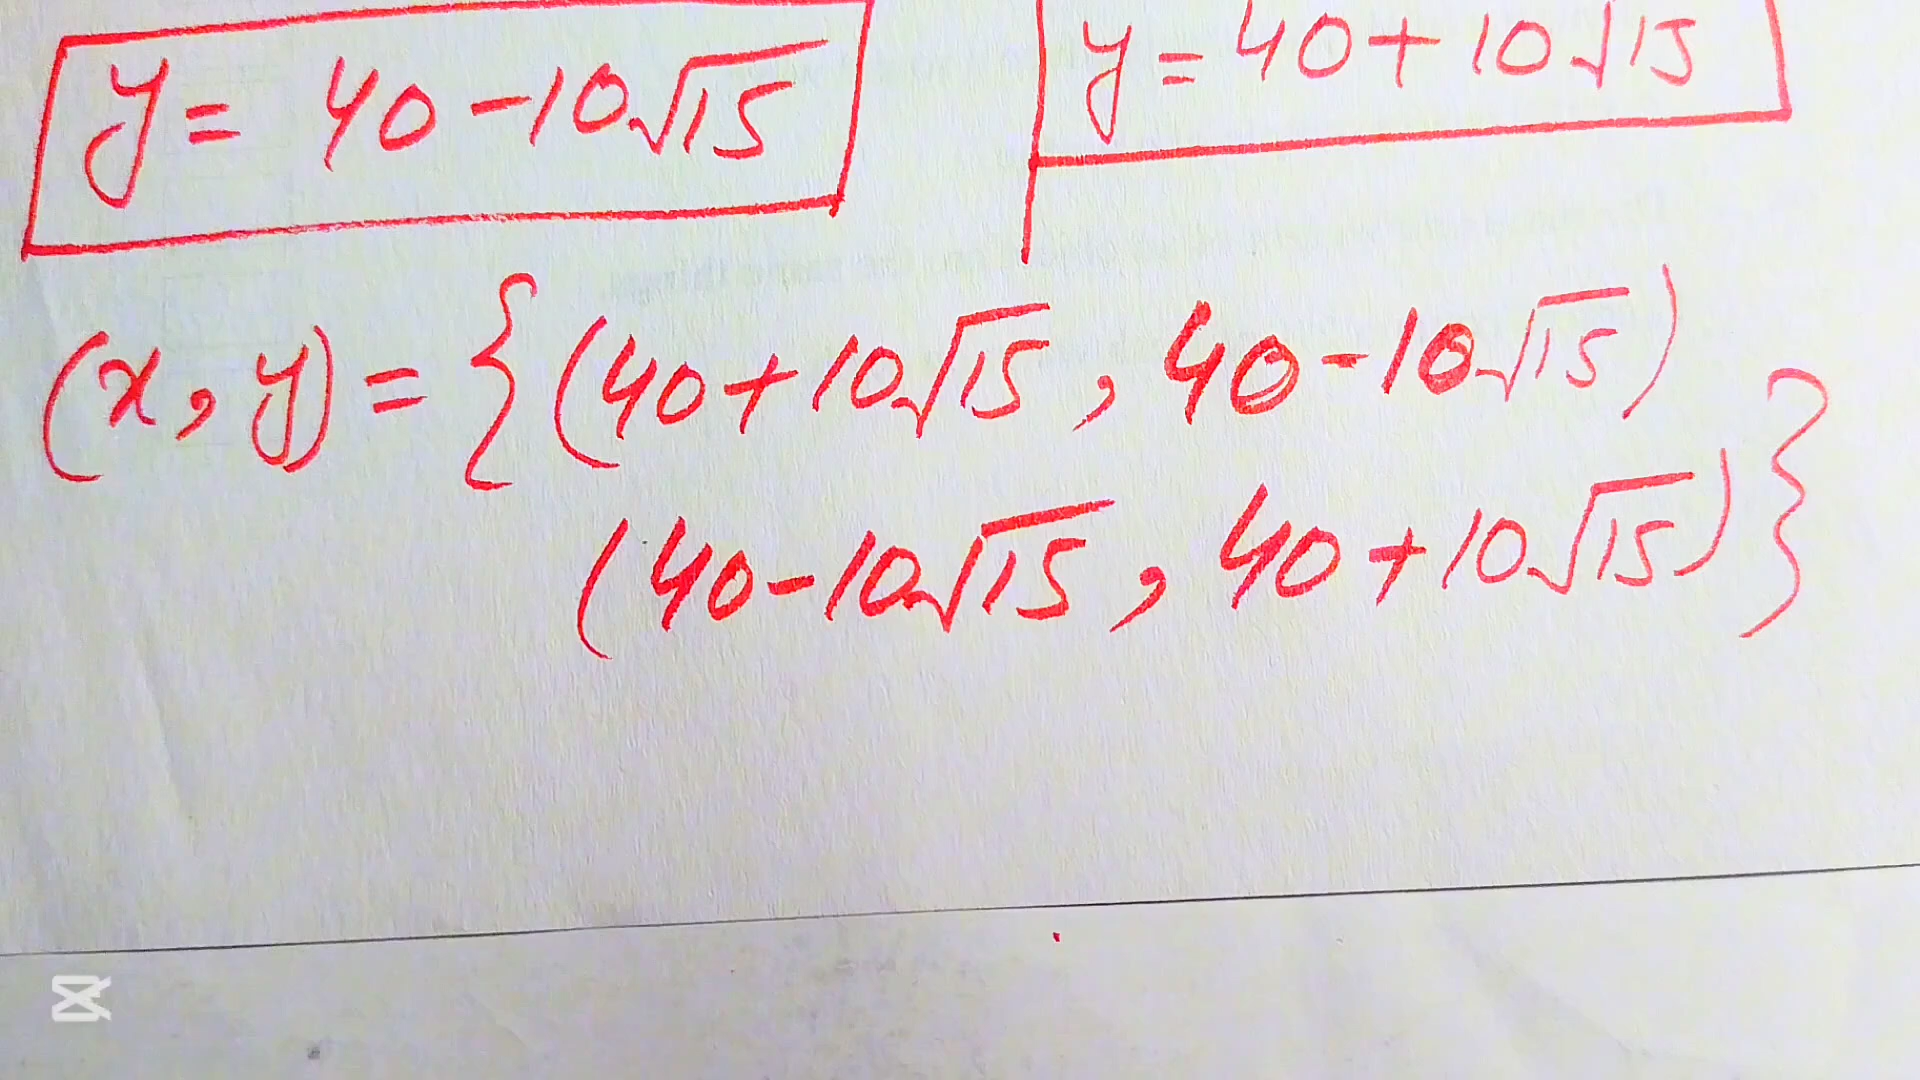 y = 40 - 10√15
y = 40 + 10√15
(x, y) = {(40 + 10√15, 40 - 10√15)
(40 - 10√15, 40 + 10√15)}